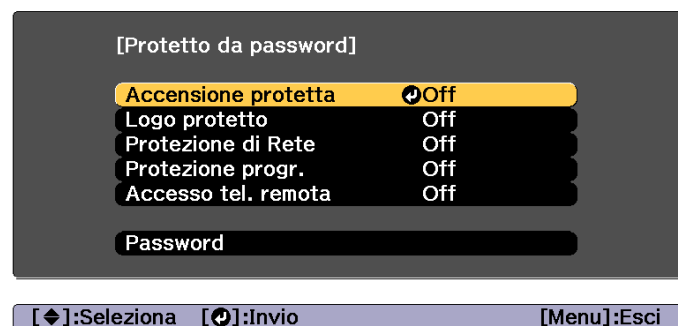 [Protetto da password]
Accensione protetta Off
Logo protetto Off
Protezione di Rete Off
Protezione progr. Off
Accesso tel. remota Off
Password
[◆]:Seleziona [↵]:Invio [Menu]:Esci